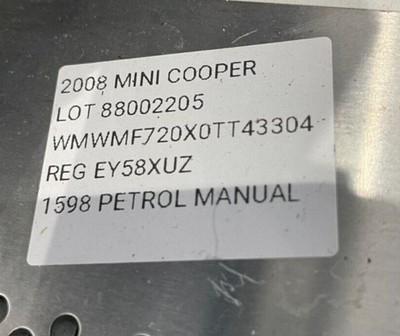 2008 MINI COOPER
LOT 88002205
WMWMF720X0TT43304
REG EY58XUZ
1598 PETROL MANUAL